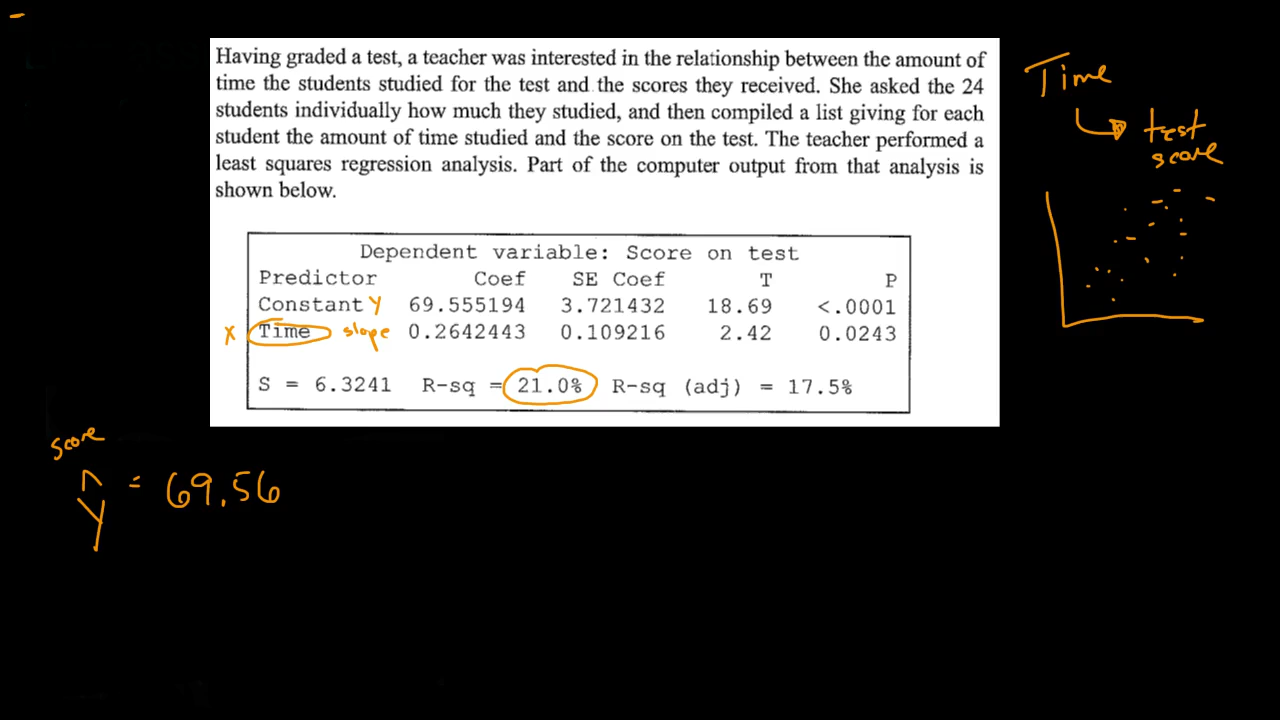 Having graded a test, a teacher was interested in the relationship between the amount of
time the students studied for the test and the scores they received. She asked the 24
students individually how much they studied, and then compiled a list giving for each
student the amount of time studied and the score on the test. The teacher performed a
least squares regression analysis. Part of the computer output from that analysis is
shown below.
Time
test
score
Dependent variable: Score on test
Predictor Coef SE Coef T P
Constant Y 69.555194 3.721432 18.69 <.0001
X Time slope 0.2642443 0.109216 2.42 0.0243
S = 6.3241 R-sq = 21.0% R-sq (adj) = 17.5%
score
ŷ = 69.56